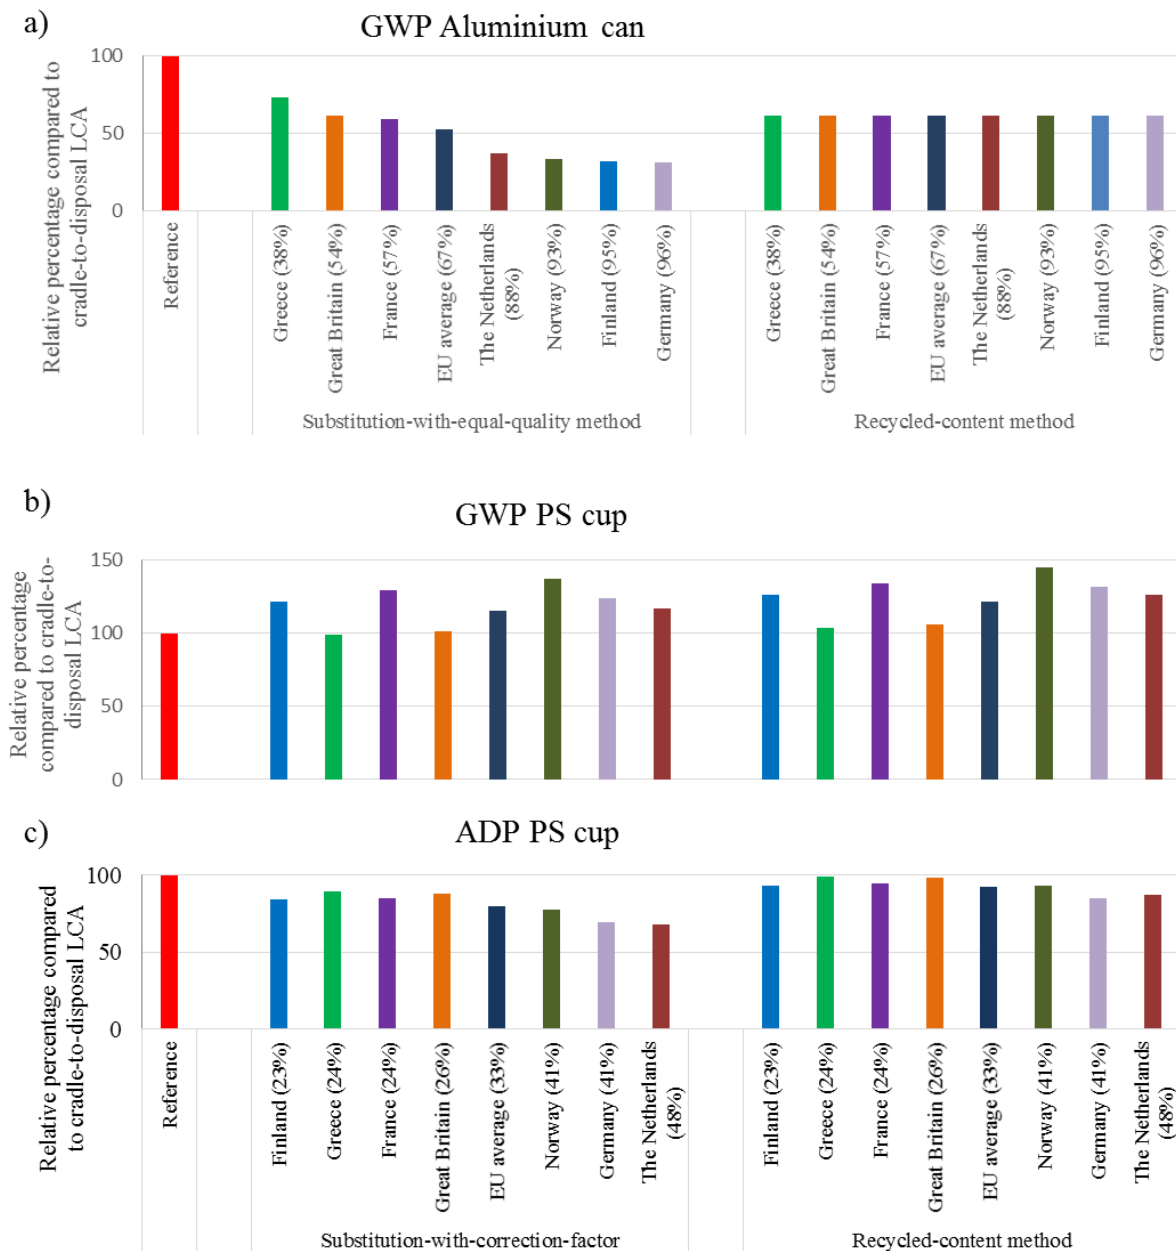 a)
GWP Aluminium can
Relative percentage compared to
cradle-to-disposal LCA
100
50
0
Reference
Greece (38%)
Great Britain (54%)
France (57%)
EU average (67%)
The Netherlands
(88%)
Norway (93%)
Finland (95%)
Germany (96%)
Greece (38%)
Great Britain (54%)
France (57%)
EU average (67%)
The Netherlands
(88%)
Norway (93%)
Finland (95%)
Germany (96%)
Substitution-with-equal-quality method
Recycled-content method
b)
GWP PS cup
Relative percentage
compared to cradle-to-
disposal LCA
150
100
50
0
c)
ADP PS cup
Relative percentage compared
to cradle-to-disposal LCA
100
50
0
Reference
Finland (23%)
Greece (24%)
France (24%)
Great Britain (26%)
EU average (33%)
Norway (41%)
Germany (41%)
The Netherlands
(48%)
Finland (23%)
Greece (24%)
France (24%)
Great Britain (26%)
EU average (33%)
Norway (41%)
Germany (41%)
The Netherlands
(48%)
Substitution-with-correction-factor
Recycled-content method